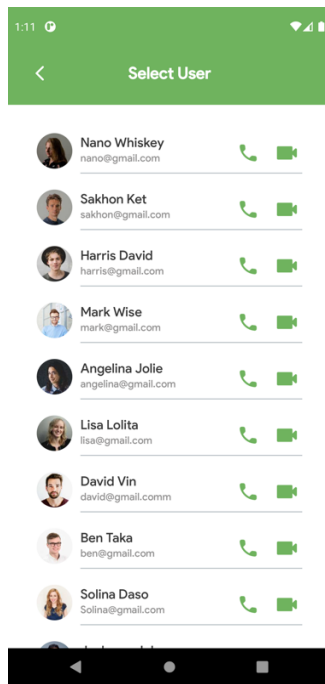 1:11
Select User
Nano Whiskey
nano@gmail.com
Sakhon Ket
sakhon@gmail.com
Harris David
harris@gmail.com
Mark Wise
mark@gmail.com
Angelina Jolie
angelina@gmail.com
Lisa Lolita
lisa@gmail.com
David Vin
david@gmail.comm
Ben Taka
ben@gmail.com
Solina Daso
Solina@gmail.com